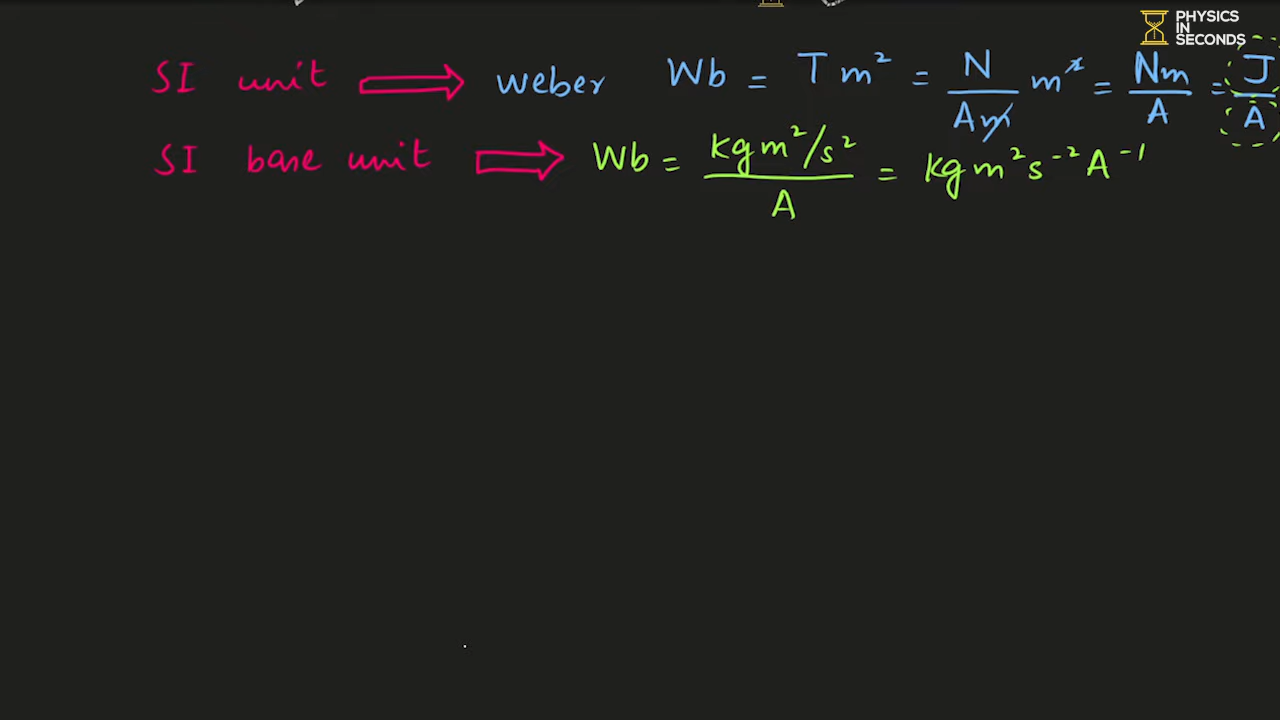 PHYSICS
IN
SECONDS
SI unit ⟹ weber Wb = T m² = N/(Am) m² = Nm/A = J/A
SI base unit ⟹ Wb = (kg m²/s²)/A = kg m² s⁻² A⁻¹